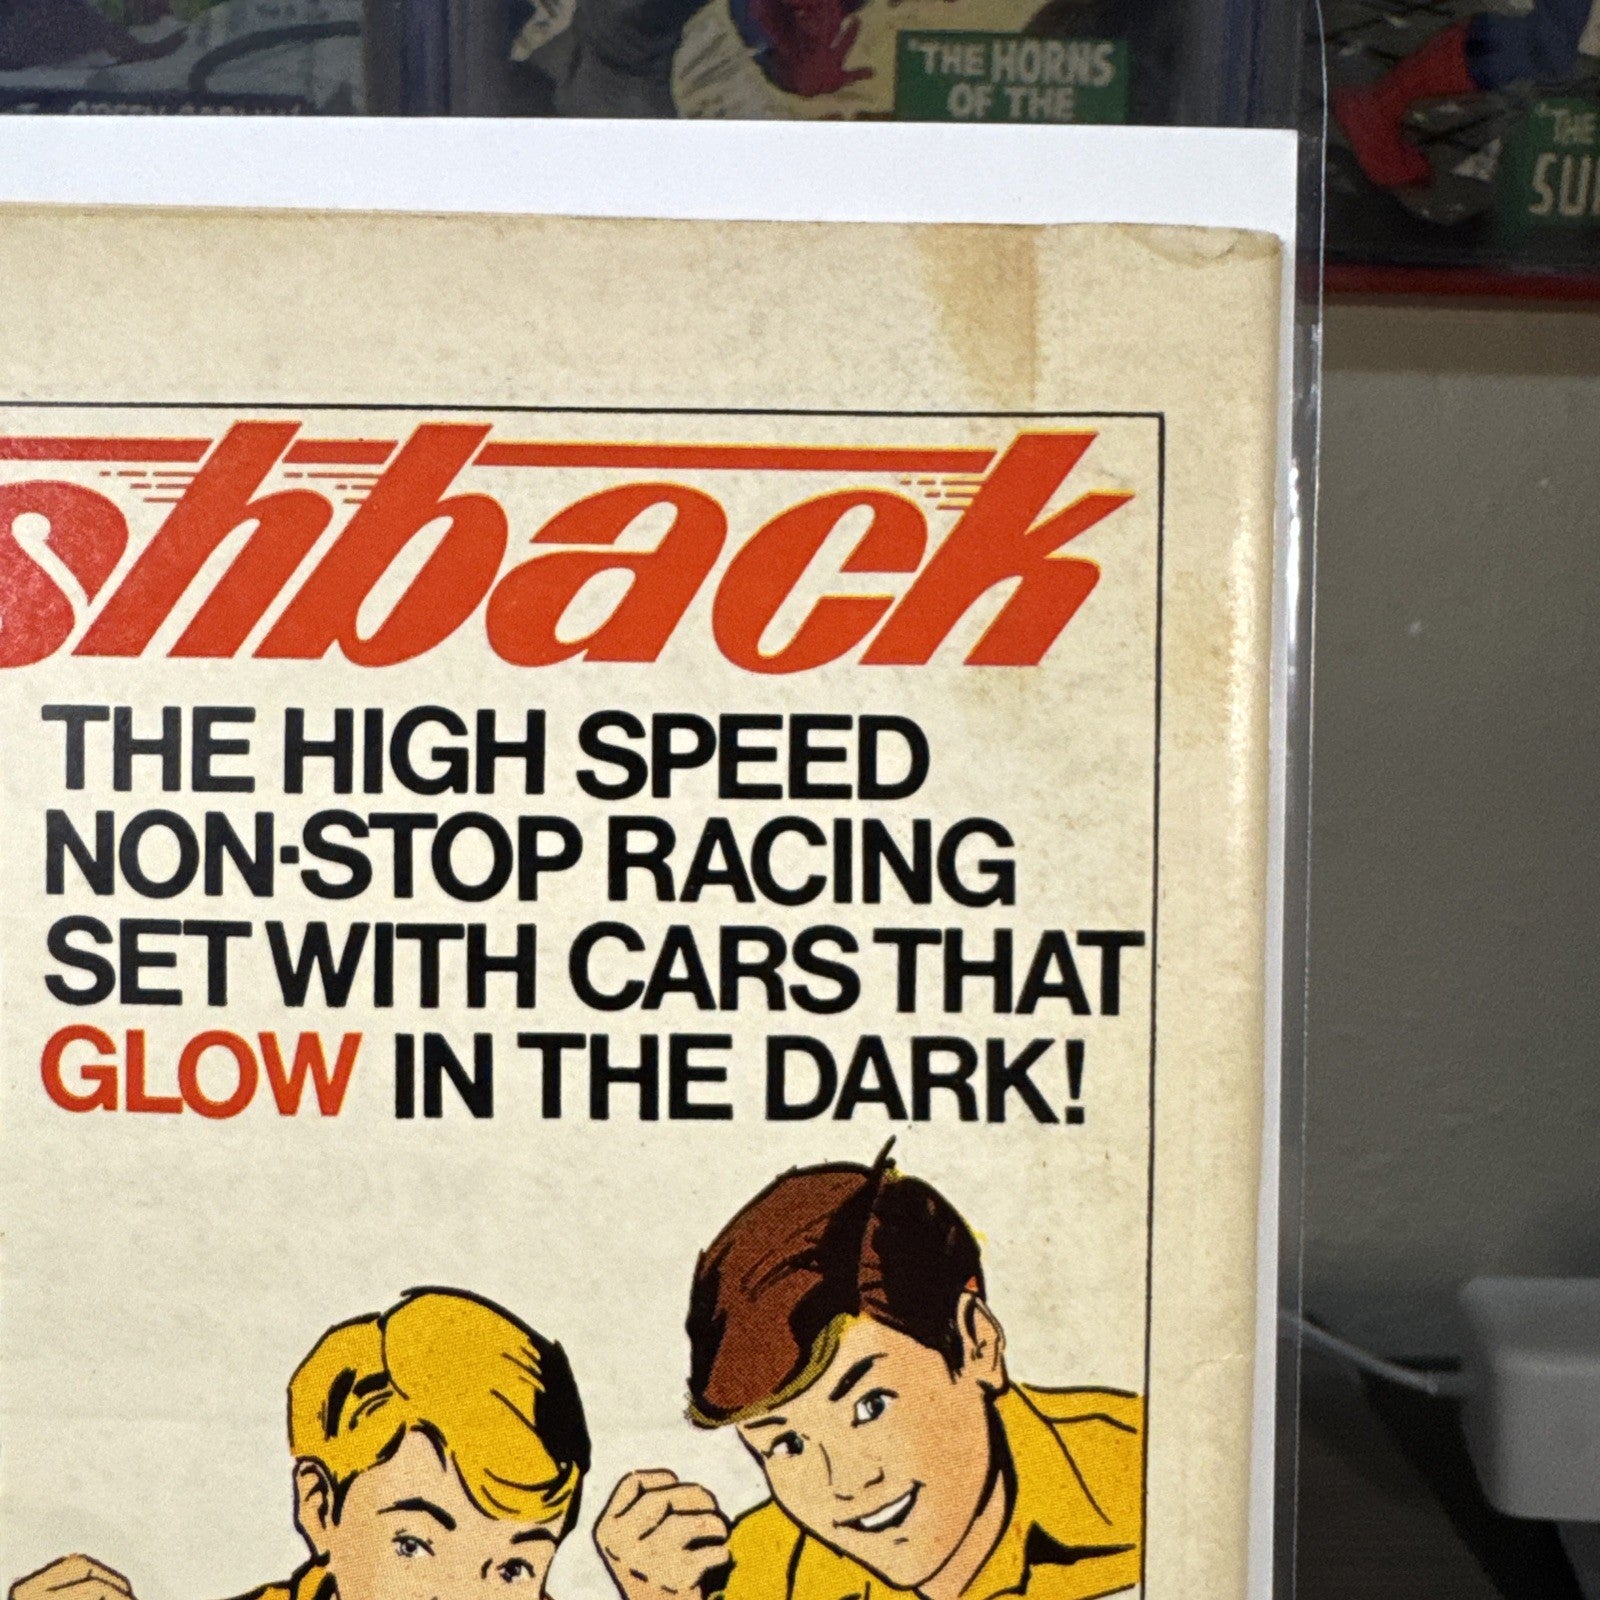 "THE HORNS
OF THE
"THE
shback
THE HIGH SPEED
NON-STOP RACING
SET WITH CARS THAT
GLOW IN THE DARK!